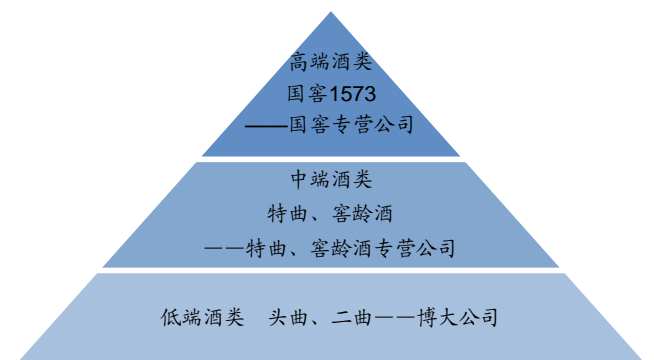 高端酒类
国窖1573
——国窖专营公司
中端酒类
特曲、窖龄酒
——特曲、窖龄酒专营公司
低端酒类　头曲、二曲——博大公司